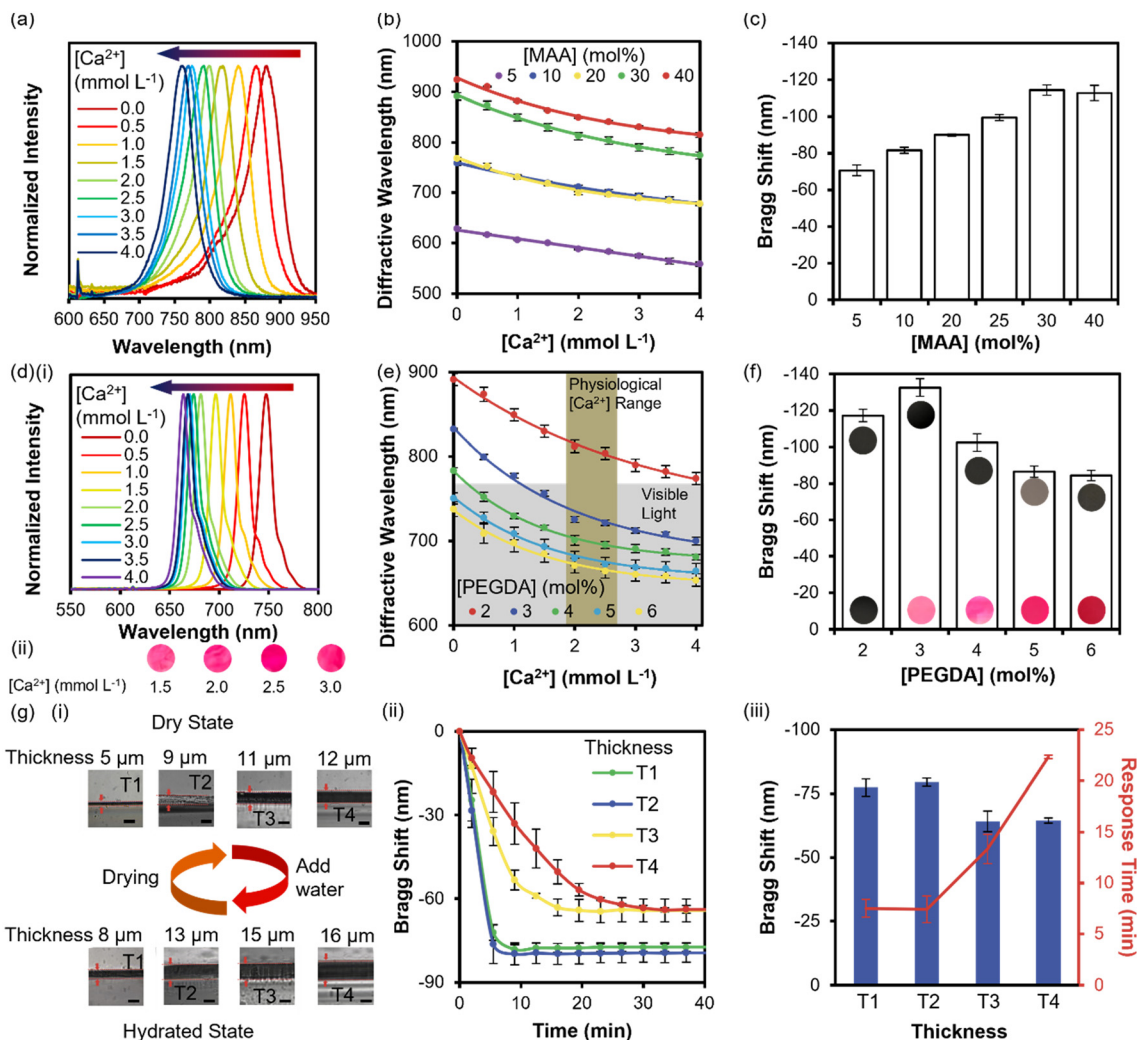 (a)
[Ca²⁺]
(mmol L⁻¹)
0.0
0.5
1.0
1.5
2.0
2.5
3.0
3.5
4.0
Normalized Intensity
600 650 700 750 800 850 900 950
Wavelength (nm)
(b)
[MAA] (mol%)
5 10 20 30 40
Diffractive Wavelength (nm)
1000
900
800
700
600
500
0 1 2 3 4
[Ca²⁺] (mmol L⁻¹)
(c)
Bragg Shift (nm)
-140
-120
-100
-80
-60
-40
-20
0
5 10 20 25 30 40
[MAA] (mol%)
(d)(i)
[Ca²⁺]
(mmol L⁻¹)
0.0
0.5
1.0
1.5
2.0
2.5
3.0
3.5
4.0
Normalized Intensity
550 600 650 700 750 800
Wavelength (nm)
(ii)
[Ca²⁺] (mmol L⁻¹) 1.5 2.0 2.5 3.0
(e)
Physiological
[Ca²⁺] Range
Visible
Light
[PEGDA] (mol%)
2 3 4 5 6
Diffractive Wavelength (nm)
900
800
700
600
0 1 2 3 4
[Ca²⁺] (mmol L⁻¹)
(f)
Bragg Shift (nm)
-140
-120
-100
-80
-60
-40
-20
0
2 3 4 5 6
[PEGDA] (mol%)
(g) (i)
Dry State
Thickness 5 µm 9 µm 11 µm 12 µm
T1 T2 T3 T4
Drying
Add
water
Thickness 8 µm 13 µm 15 µm 16 µm
T1 T2 T3 T4
Hydrated State
(ii)
Thickness
T1
T2
T3
T4
Bragg Shift (nm)
0
-30
-60
-90
0 10 20 30 40
Time (min)
(iii)
Bragg Shift (nm)
-100
-75
-50
-25
0
Response Time (min)
25
20
15
10
5
0
T1 T2 T3 T4
Thickness